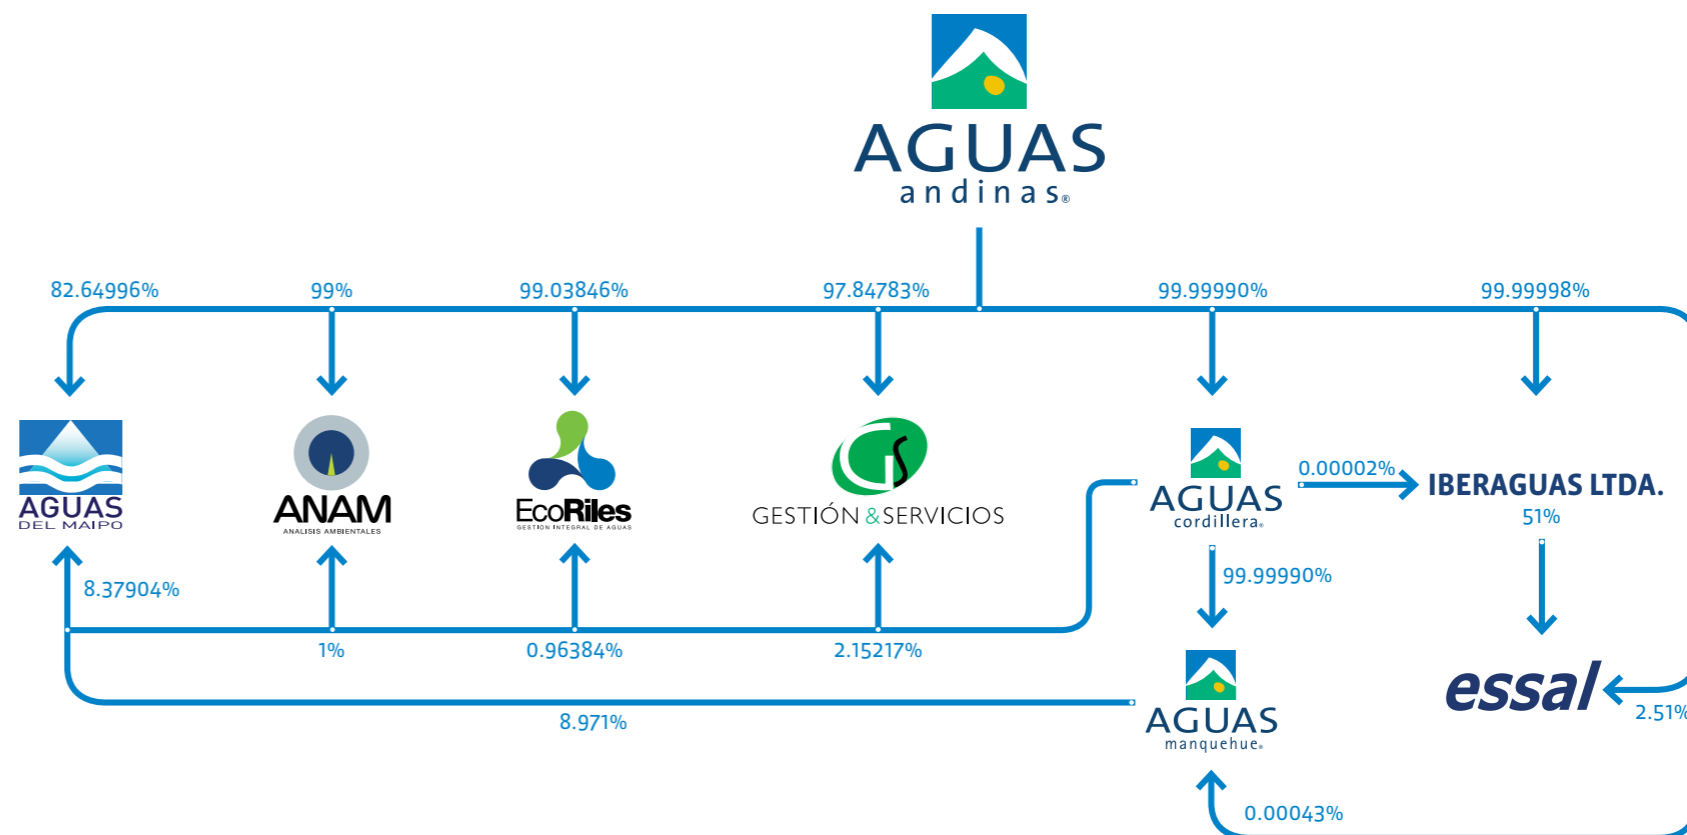 AGUAS
andinas®
82.64996%
99%
99.03846%
97.84783%
99.99990%
99.99998%
AGUAS
DEL MAIPO
ANAM
ANALISIS AMBIENTALES
EcoRiles
GESTIÓN INTEGRAL DE AGUAS
GS
GESTIÓN & SERVICIOS
AGUAS
cordillera®
0.00002%
IBERAGUAS LTDA.
51%
8.37904%
99.99990%
1%
0.96384%
2.15217%
essal
2.51%
8.971%
AGUAS
manquehue®
0.00043%